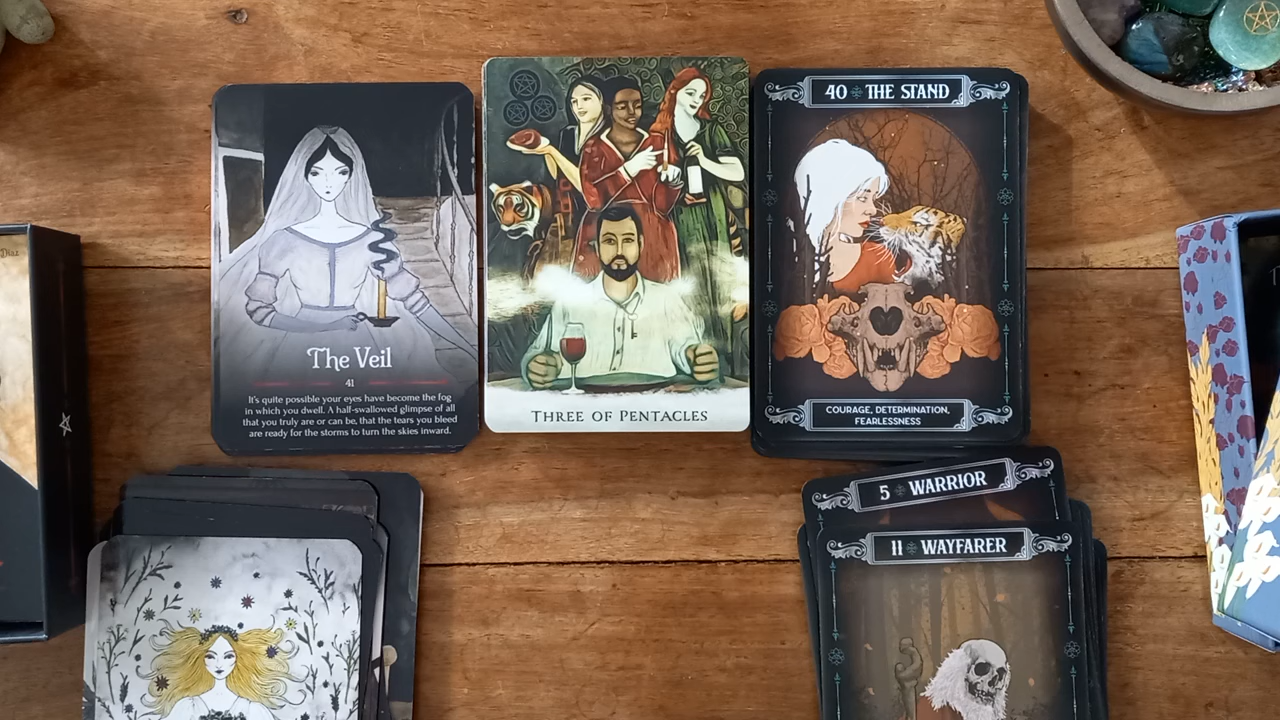 The Veil
41
It's quite possible your eyes have become the fog
in which you dwell. A half-swallowed glimpse of all
that you truly are or can be, that the tears you bleed
are ready for the storms to turn the skies inward.
THREE OF PENTACLES
40 THE STAND
COURAGE, DETERMINATION,
FEARLESSNESS
5 WARRIOR
11 WAYFARER